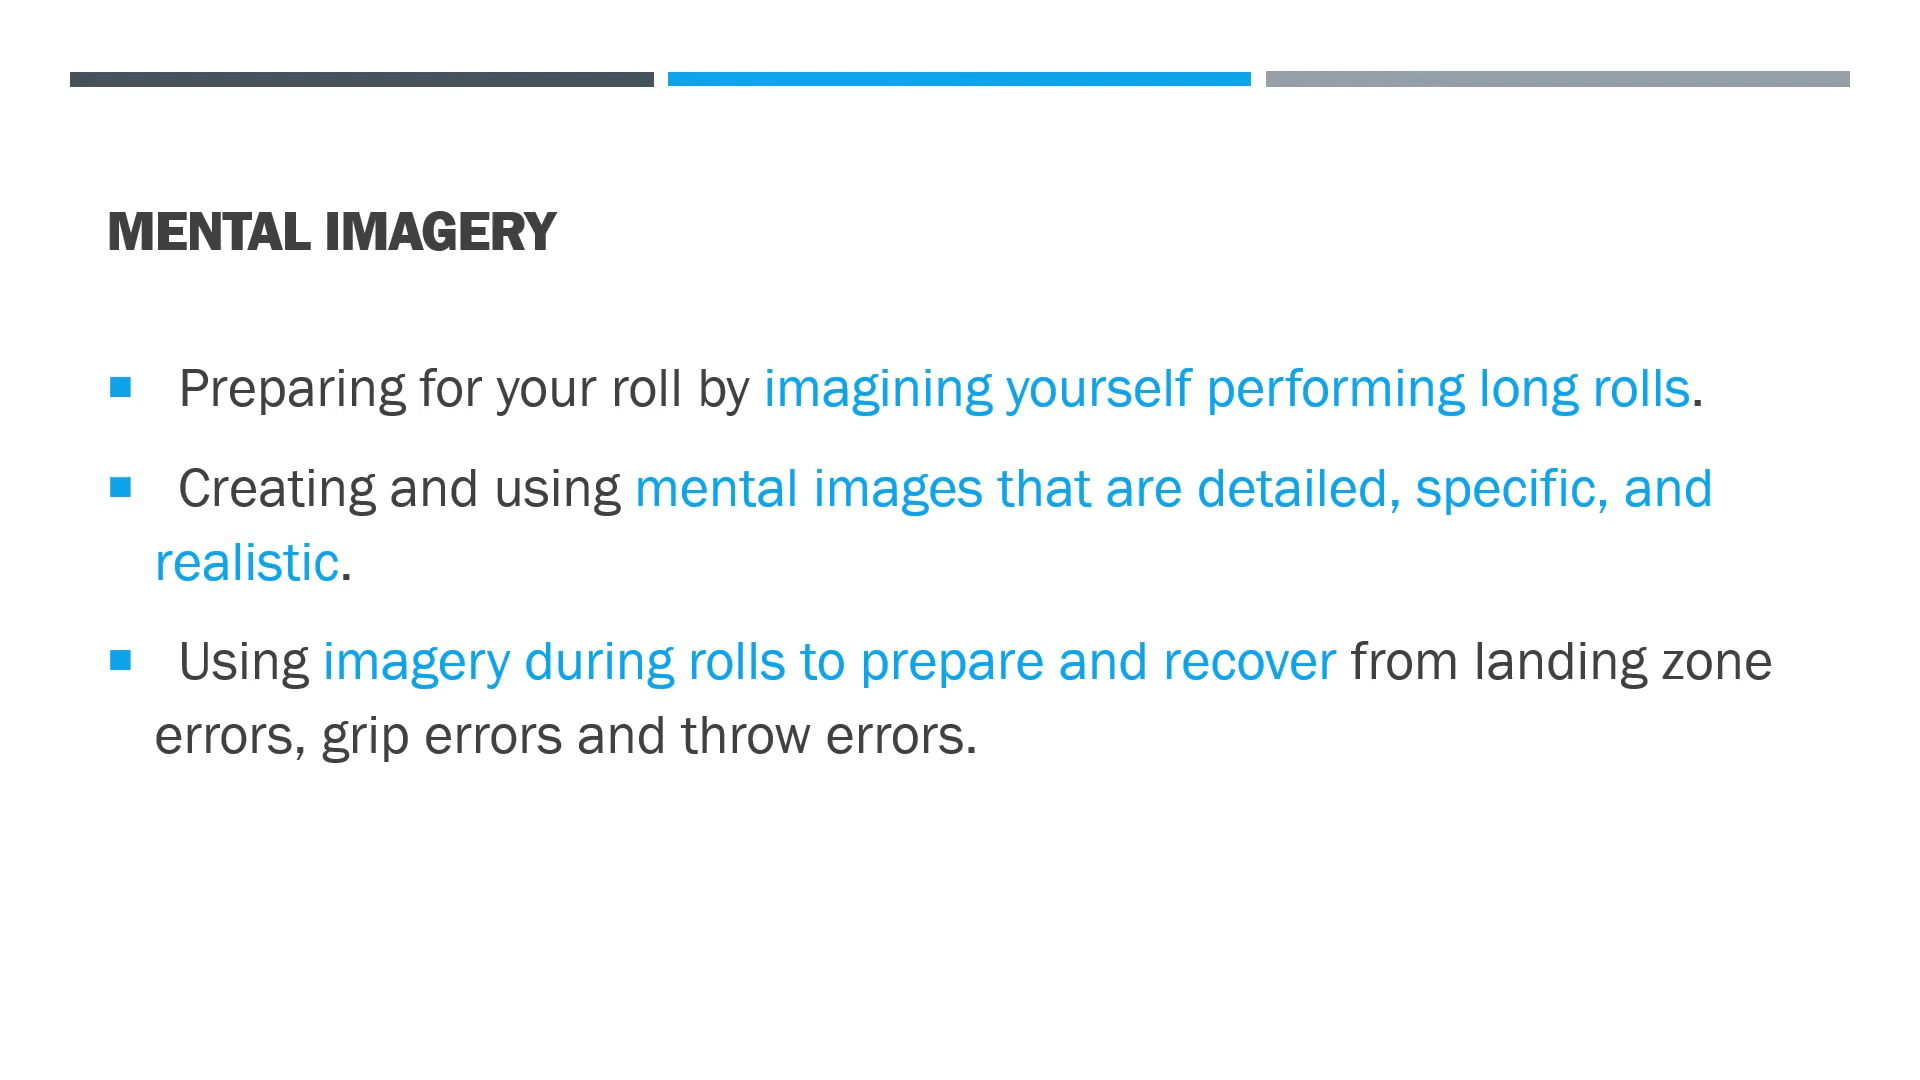 MENTAL IMAGERY
Preparing for your roll by imagining yourself performing long rolls.
Creating and using mental images that are detailed, specific, and
realistic.
Using imagery during rolls to prepare and recover from landing zone
errors, grip errors and throw errors.